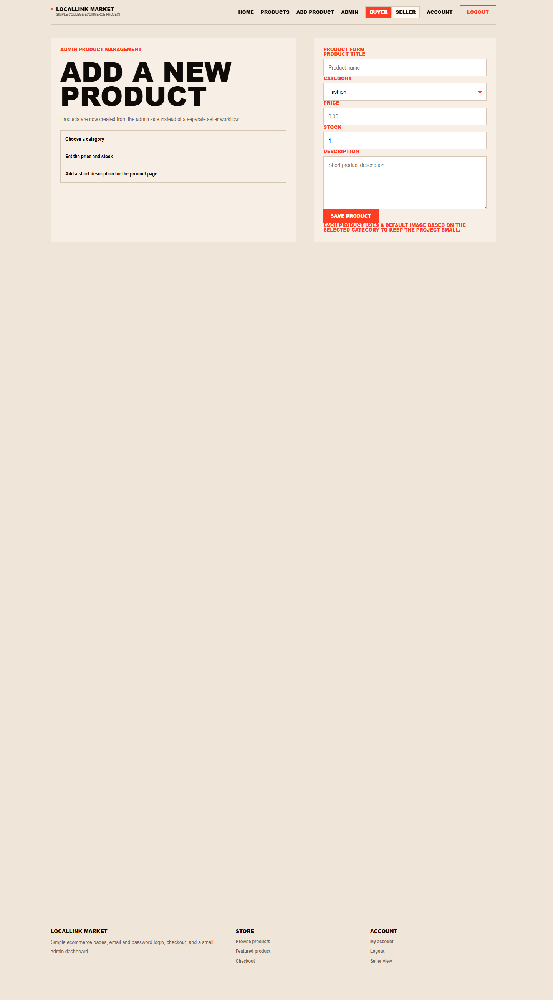 LOCALLINK MARKET
SIMPLE COLLEGE ECOMMERCE PROJECT
HOME PRODUCTS ADD PRODUCT ADMIN BUYER SELLER ACCOUNT LOGOUT
ADMIN PRODUCT MANAGEMENT
ADD A NEW
PRODUCT
Products are now created from the admin side instead of a separate seller workflow.
Choose a category
Set the price and stock
Add a short description for the product page
PRODUCT FORM
PRODUCT TITLE
Product name
CATEGORY
Fashion
PRICE
0.00
STOCK
1
DESCRIPTION
Short product description
SAVE PRODUCT
EACH PRODUCT USES A DEFAULT IMAGE BASED ON THE
SELECTED CATEGORY TO KEEP THE PROJECT SMALL.
LOCALLINK MARKET
Simple ecommerce pages, email and password login, checkout, and a small
admin dashboard.
STORE
Browse products
Featured product
Checkout
ACCOUNT
My account
Logout
Seller view